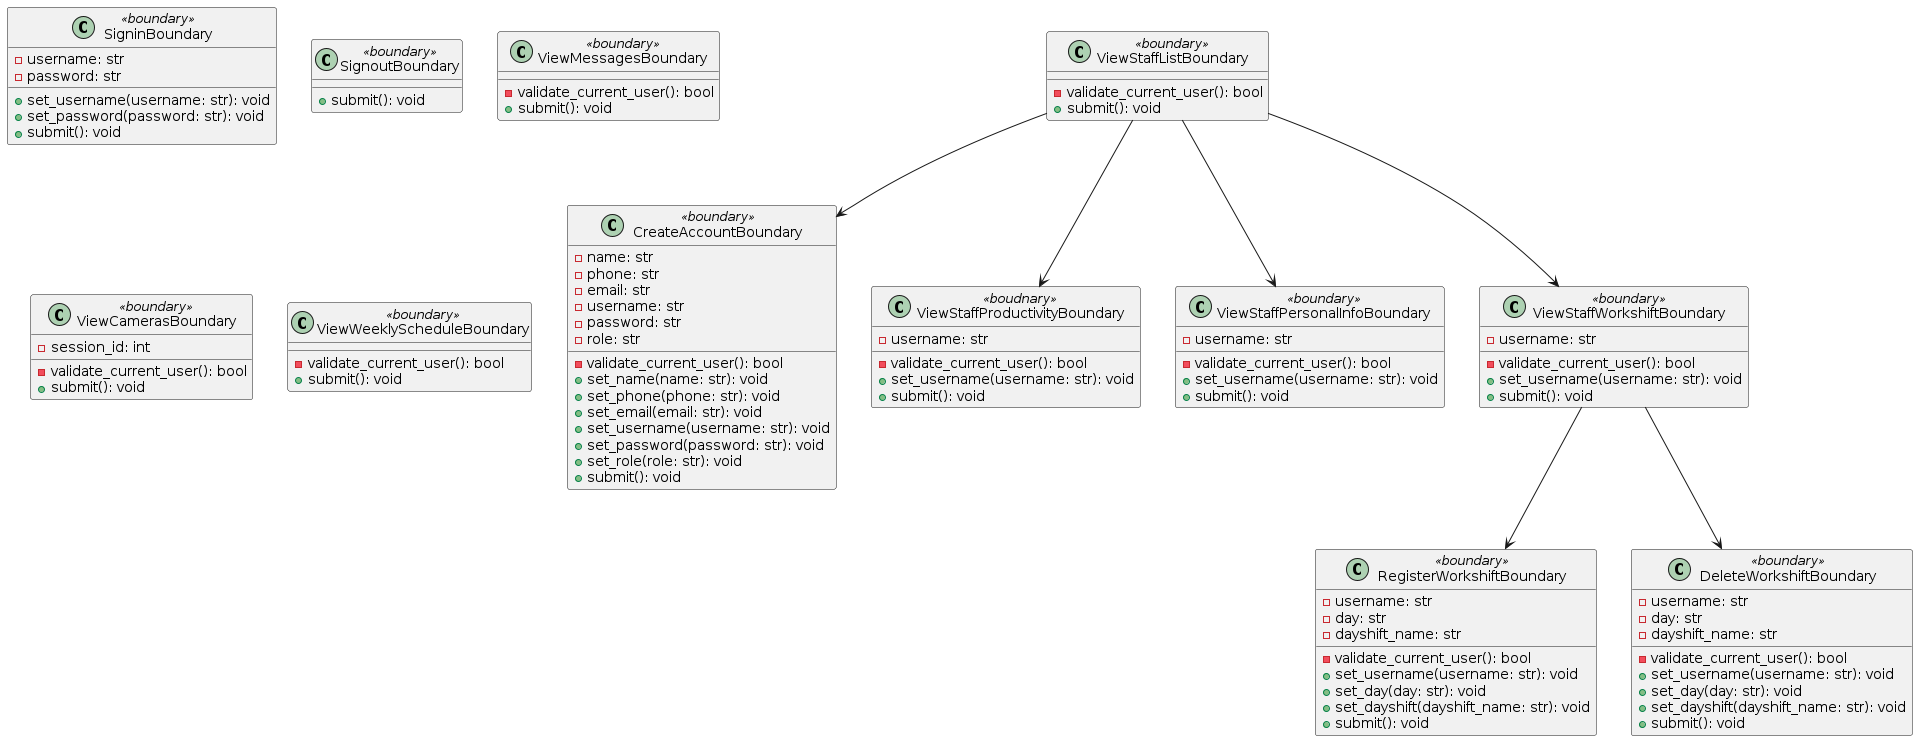 «boundary»
C SigninBoundary
username: str
password: str
set_username(username: str): void
set_password(password: str): void
submit(): void
«boundary»
C SignoutBoundary
submit(): void
«boundary»
C ViewMessagesBoundary
validate_current_user(): bool
submit(): void
«boundary»
C ViewStaffListBoundary
validate_current_user(): bool
submit(): void
«boundary»
C ViewCamerasBoundary
session_id: int
validate_current_user(): bool
submit(): void
«boundary»
C ViewWeeklyScheduleBoundary
validate_current_user(): bool
submit(): void
«boundary»
C CreateAccountBoundary
name: str
phone: str
email: str
username: str
password: str
role: str
validate_current_user(): bool
set_name(name: str): void
set_phone(phone: str): void
set_email(email: str): void
set_username(username: str): void
set_password(password: str): void
set_role(role: str): void
submit(): void
«boudnary»
C ViewStaffProductivityBoundary
username: str
validate_current_user(): bool
set_username(username: str): void
submit(): void
«boundary»
C ViewStaffPersonalInfoBoundary
username: str
validate_current_user(): bool
set_username(username: str): void
submit(): void
«boundary»
C ViewStaffWorkshiftBoundary
username: str
validate_current_user(): bool
set_username(username: str): void
submit(): void
«boundary»
C RegisterWorkshiftBoundary
username: str
day: str
dayshift_name: str
validate_current_user(): bool
set_username(username: str): void
set_day(day: str): void
set_dayshift(dayshift_name: str): void
submit(): void
«boundary»
C DeleteWorkshiftBoundary
username: str
day: str
dayshift_name: str
validate_current_user(): bool
set_username(username: str): void
set_day(day: str): void
set_dayshift(dayshift_name: str): void
submit(): void